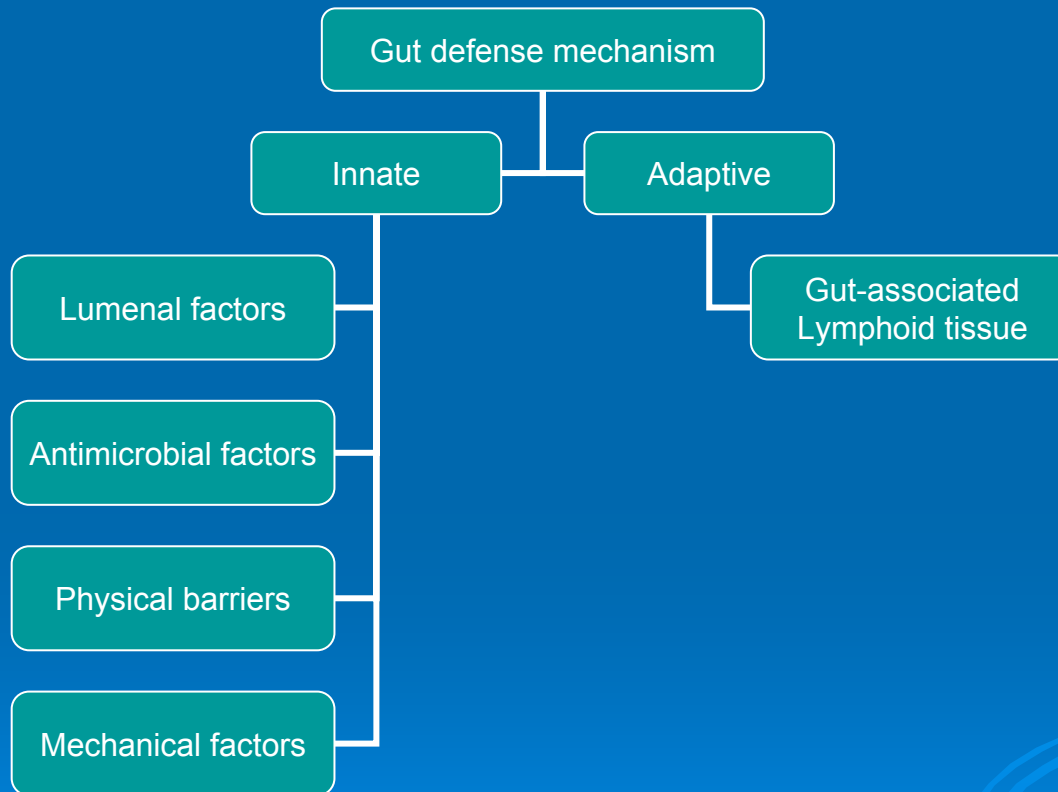 Gut defense mechanism
Innate
Adaptive
Lumenal factors
Gut-associated
Lymphoid tissue
Antimicrobial factors
Physical barriers
Mechanical factors